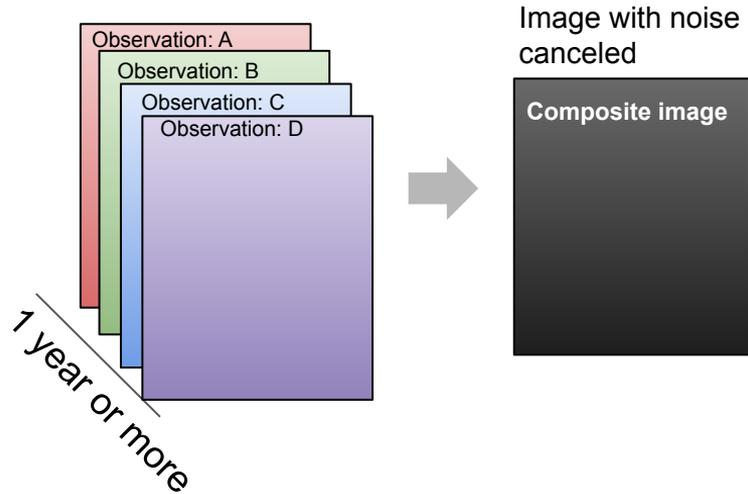 Observation: A
Observation: B
Observation: C
Observation: D
1 year or more
Image with noise
canceled
Composite image